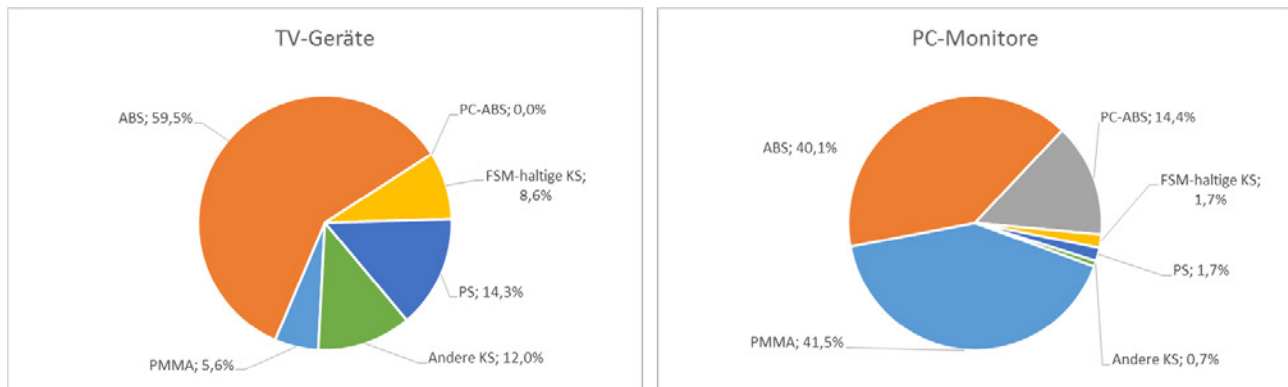 TV-Geräte
ABS; 59,5%
PC-ABS; 0,0%
FSM-haltige KS;
8,6%
PS; 14,3%
Andere KS; 12,0%
PMMA; 5,6%
PC-Monitore
ABS; 40,1%
PC-ABS; 14,4%
FSM-haltige KS;
1,7%
PS; 1,7%
Andere KS; 0,7%
PMMA; 41,5%